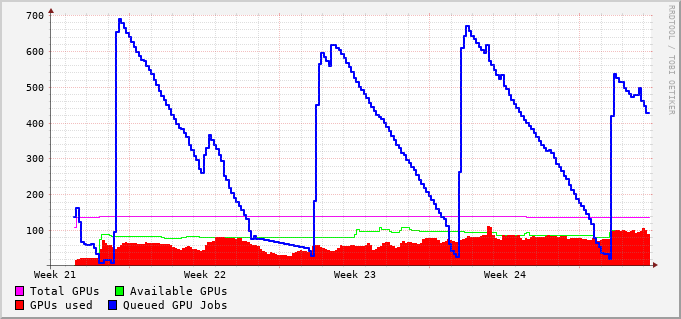 700
600
500
400
300
200
100
Week 21 Week 22 Week 23 Week 24
Total GPUs Available GPUs
GPUs used Queued GPU Jobs
RRDTOOL / TOBI OETIKER